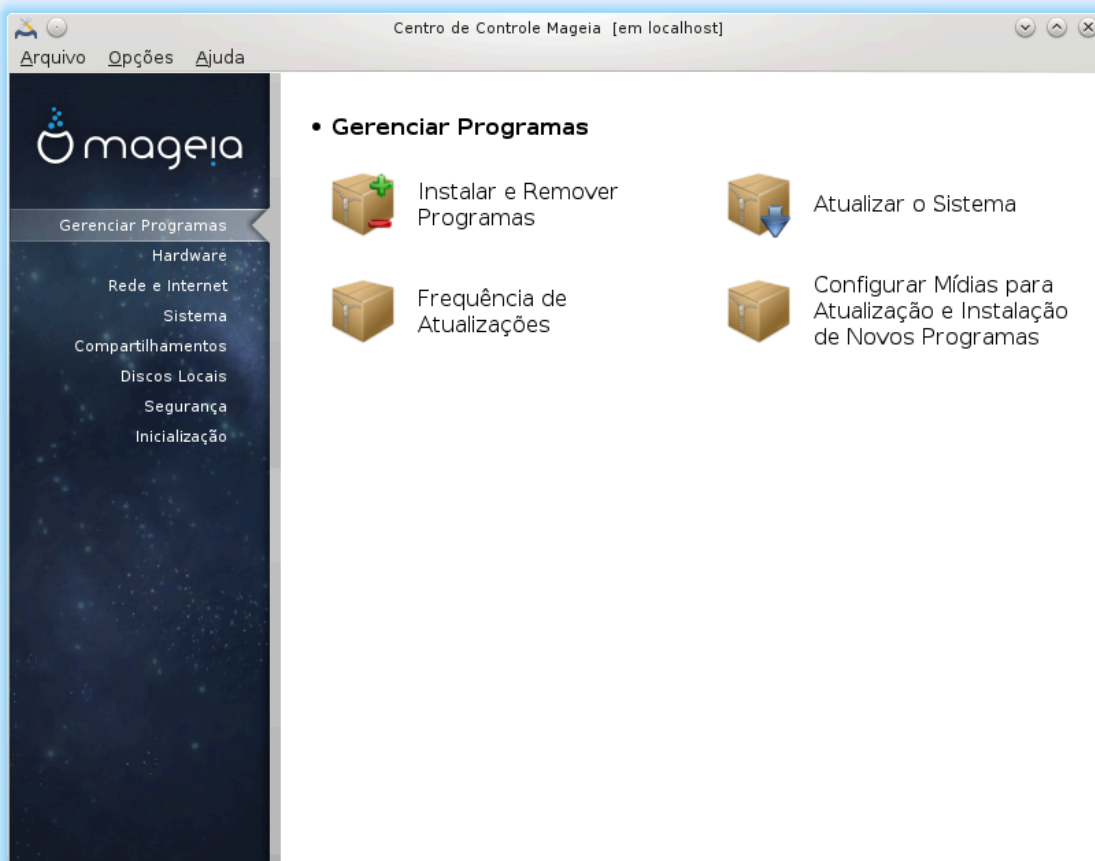 Centro de Controle Mageia [em localhost]
Arquivo Opções Ajuda
mageia
Gerenciar Programas
Hardware
Rede e Internet
Sistema
Compartilhamentos
Discos Locais
Segurança
Inicialização
• Gerenciar Programas
Instalar e Remover
Programas
Atualizar o Sistema
Frequência de
Atualizações
Configurar Mídias para
Atualização e Instalação
de Novos Programas